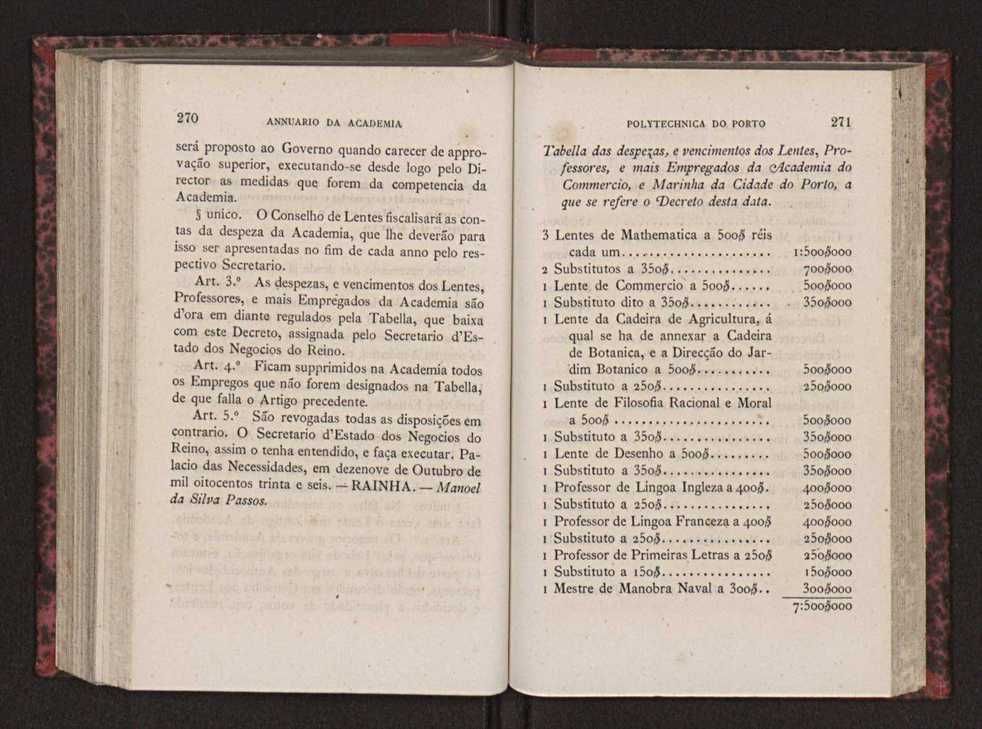 270 ANNUARIO DA ACADEMIA
será proposto ao Governo quando carecer de appro-
vação superior, executando-se desde logo pelo Di-
rector as medidas que forem da competencia da
Academia.
§ unico. O Conselho de Lentes fiscalisará as con-
tas da despeza da Academia, que lhe deverão para
isso ser apresentadas no fim de cada anno pelo res-
pectivo Secretario.
Art. 3.º As despezas, e vencimentos dos Lentes,
Professores, e mais Empregados da Academia são
d'ora em diante regulados pela Tabella, que baixa
com este Decreto, assignada pelo Secretario d'Es-
tado dos Negocios do Reino.
Art. 4.º Ficam supprimidos na Academia todos
os Empregos que não forem designados na Tabella,
de que falla o Artigo precedente.
Art. 5.º São revogadas todas as disposições em
contrario. O Secretario d'Estado dos Negocios do
Reino, assim o tenha entendido, e faça executar. Pa-
lacio das Necessidades, em dezenove de Outubro de
mil oitocentos trinta e seis. — RAINHA. — Manoel
da Silva Passos.
POLYTECHNICA DO PORTO 271
Tabella das despezas, e vencimentos dos Lentes, Pro-
fessores, e mais Empregados da Academia do
Commercio, e Marinha da Cidade do Porto, a
que se refere o Decreto desta data.
3 Lentes de Mathematica a 500$ réis
cada um...................... 1:500$000
2 Substitutos a 350$............... 700$000
1 Lente de Commercio a 500$...... 500$000
1 Substituto dito a 350$............ 350$000
1 Lente da Cadeira de Agricultura, á
qual se ha de annexar a Cadeira
de Botanica, e a Direcção do Jar-
dim Botanico a 500$........... 500$000
1 Substituto a 250$................ 250$000
1 Lente de Filosofia Racional e Moral
a 500$ ....................... 500$000
1 Substituto a 350$................ 350$000
1 Lente de Desenho a 500$......... 500$000
1 Substituto a 350$................ 350$000
1 Professor de Lingoa Ingleza a 400$. 400$000
1 Substituto a 250$................ 250$000
1 Professor de Lingoa Franceza a 400$ 400$000
1 Substituto a 250$................ 250$000
1 Professor de Primeiras Letras a 250$ 250$000
1 Substituto a 150$................ 150$000
1 Mestre de Manobra Naval a 300$.. 300$000
7:500$000